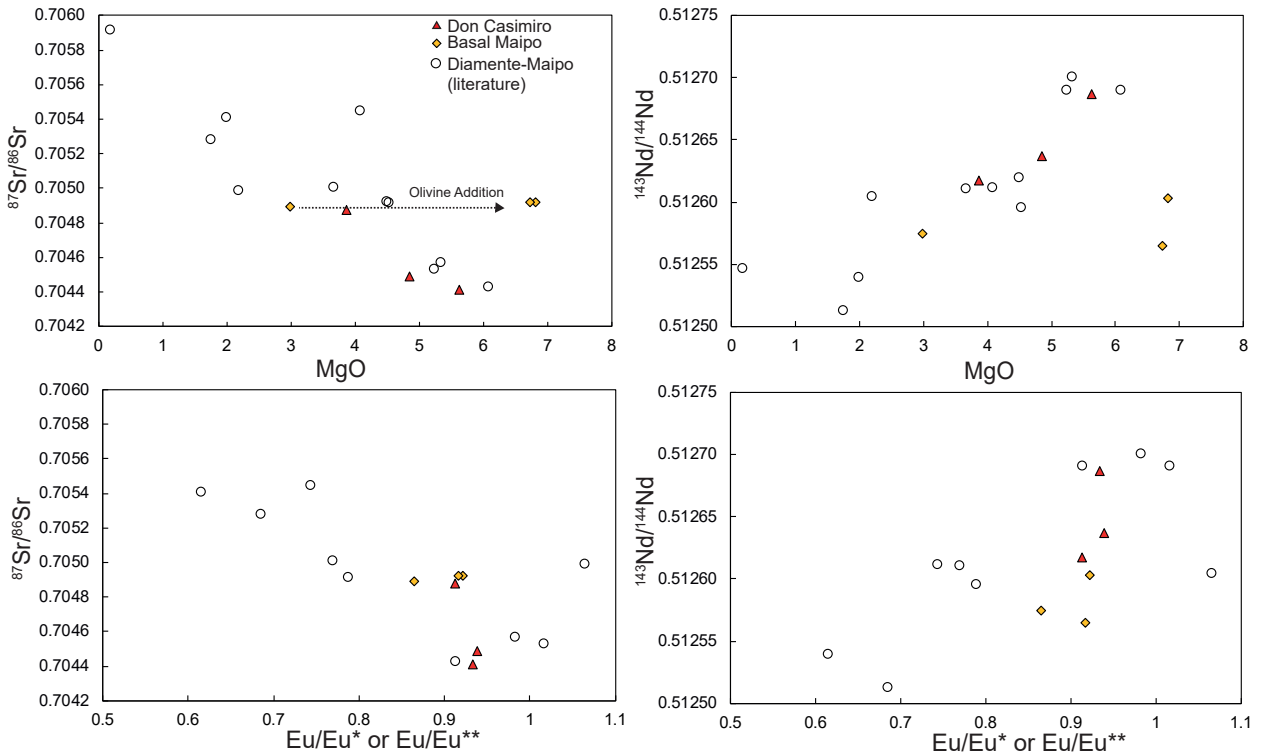 0.7060
0.7058
0.7056
0.7054
0.7052
0.7050
0.7048
0.7046
0.7044
0.7042
87Sr/86Sr
Don Casimiro
Basal Maipo
Diamente-Maipo
(literature)
Olivine Addition
0 1 2 3 4 5 6 7 8
MgO
0.51275
0.51270
0.51265
0.51260
0.51255
0.51250
143Nd/144Nd
0 1 2 3 4 5 6 7 8
MgO
0.7060
0.7058
0.7056
0.7054
0.7052
0.7050
0.7048
0.7046
0.7044
0.7042
87Sr/86Sr
0.5 0.6 0.7 0.8 0.9 1 1.1
Eu/Eu* or Eu/Eu**
0.51275
0.51270
0.51265
0.51260
0.51255
0.51250
143Nd/144Nd
0.5 0.6 0.7 0.8 0.9 1 1.1
Eu/Eu* or Eu/Eu**